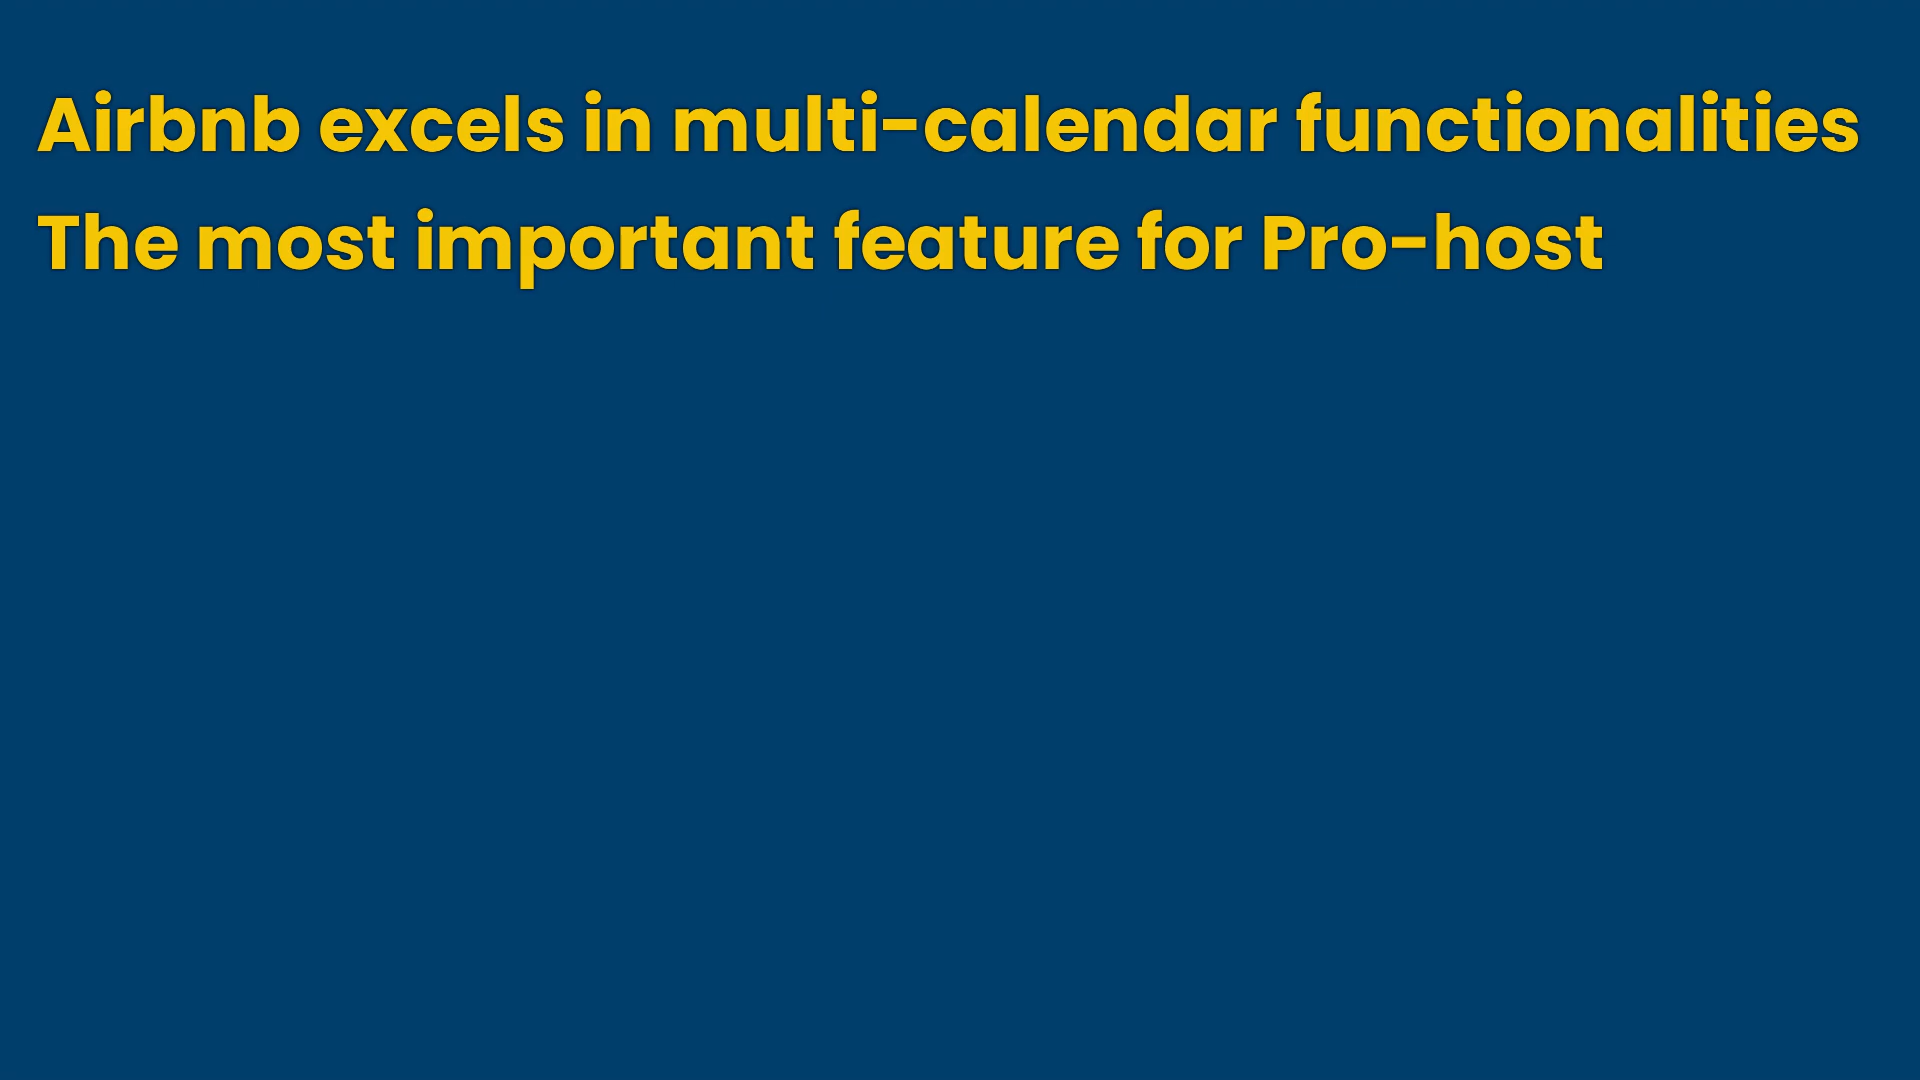 Airbnb excels in multi-calendar functionalities
The most important feature for Pro-host